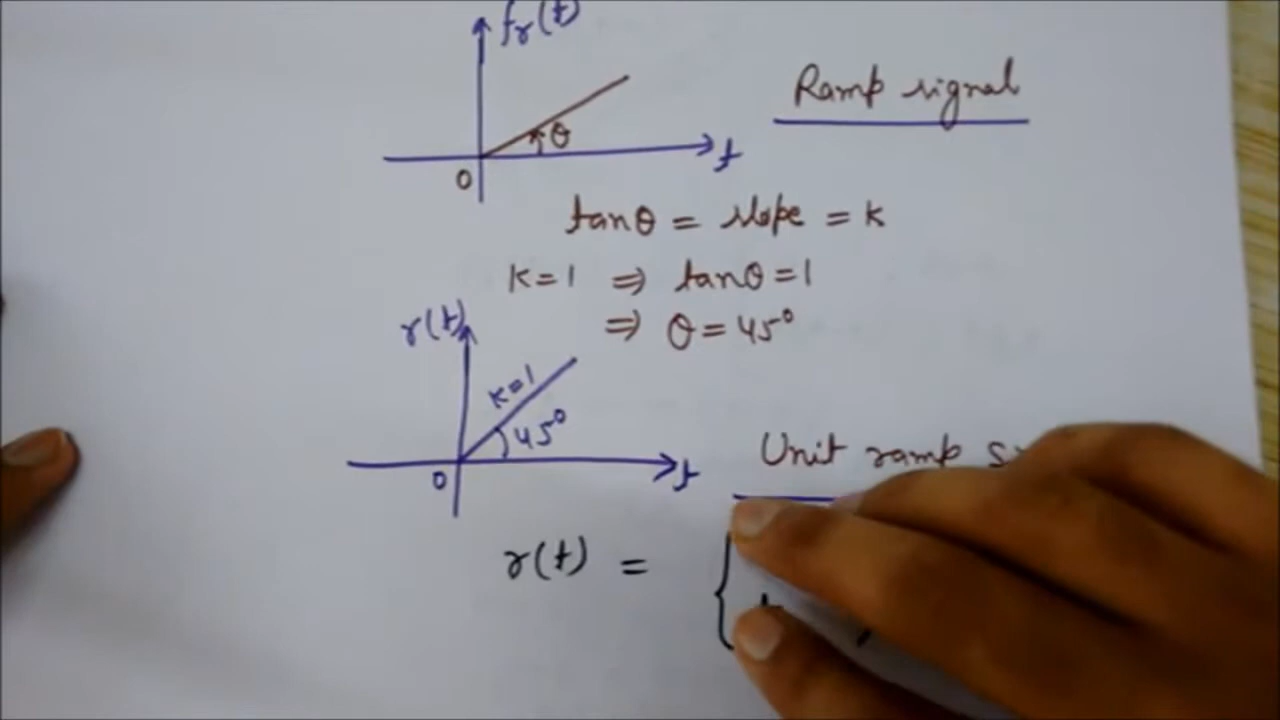 fr(t)
Ramp signal
θ
0
t
tanθ = slope = K
K=1 ⇒ tanθ=1
⇒ θ = 45°
r(t)
K=1
45°
0
t
Unit ramp
r(t) = {